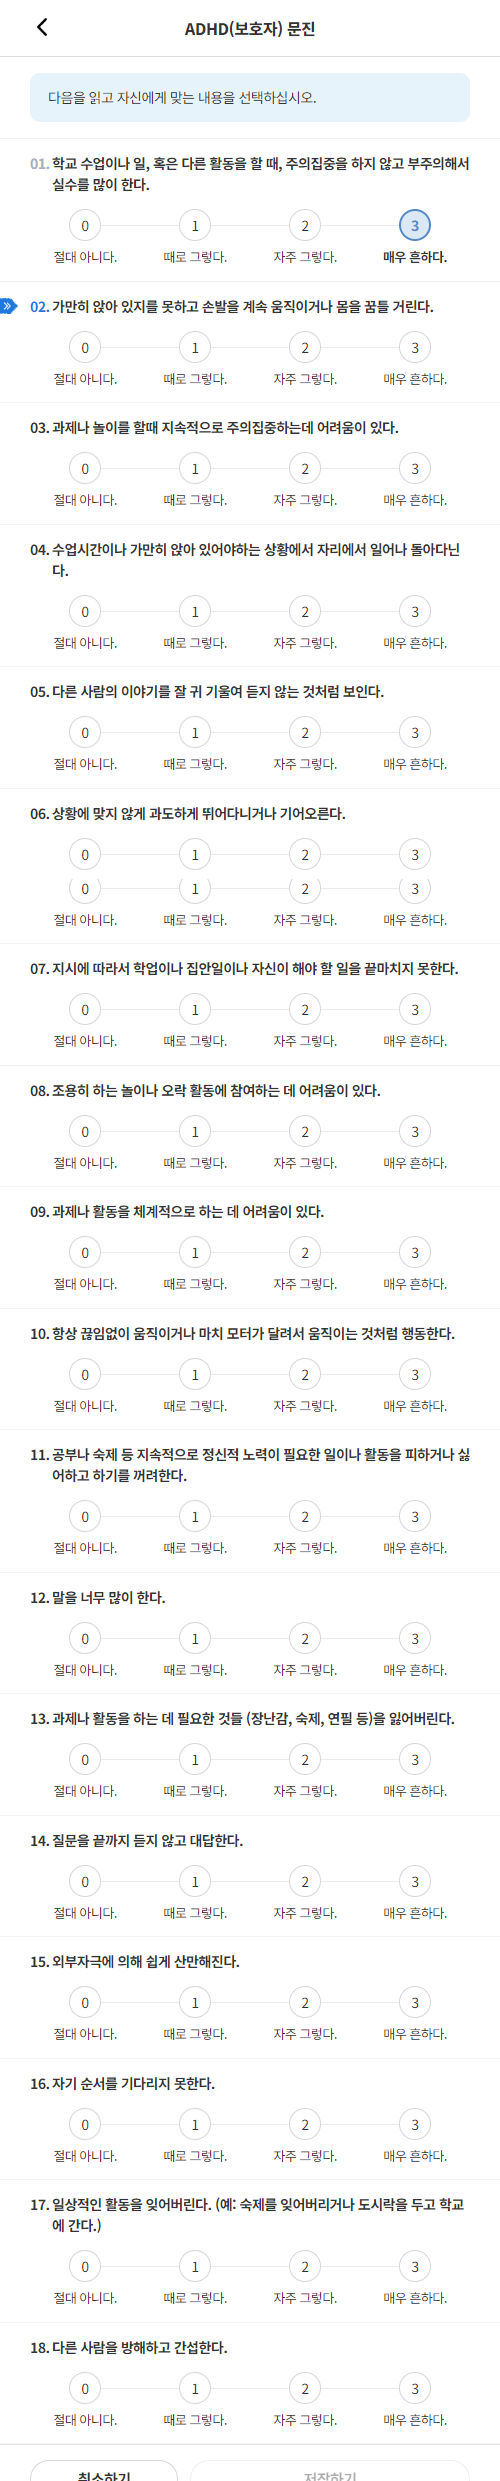 ADHD(보호자) 문진
다음을 읽고 자신에게 맞는 내용을 선택하십시오.
01. 학교 수업이나 일, 혹은 다른 활동을 할 때, 주의집중을 하지 않고 부주의해서
실수를 많이 한다.
0 1 2 3
절대 아니다. 때로 그렇다. 자주 그렇다. 매우 흔하다.
02. 가만히 앉아 있지를 못하고 손발을 계속 움직이거나 몸을 꿈틀 거린다.
0 1 2 3
절대 아니다. 때로 그렇다. 자주 그렇다. 매우 흔하다.
03. 과제나 놀이를 할때 지속적으로 주의집중하는데 어려움이 있다.
0 1 2 3
절대 아니다. 때로 그렇다. 자주 그렇다. 매우 흔하다.
04. 수업시간이나 가만히 앉아 있어야하는 상황에서 자리에서 일어나 돌아다닌
다.
0 1 2 3
절대 아니다. 때로 그렇다. 자주 그렇다. 매우 흔하다.
05. 다른 사람의 이야기를 잘 귀 기울여 듣지 않는 것처럼 보인다.
0 1 2 3
절대 아니다. 때로 그렇다. 자주 그렇다. 매우 흔하다.
06. 상황에 맞지 않게 과도하게 뛰어다니거나 기어오른다.
0 1 2 3
0 1 2 3
절대 아니다. 때로 그렇다. 자주 그렇다. 매우 흔하다.
07. 지시에 따라서 학업이나 집안일이나 자신이 해야 할 일을 끝마치지 못한다.
0 1 2 3
절대 아니다. 때로 그렇다. 자주 그렇다. 매우 흔하다.
08. 조용히 하는 놀이나 오락 활동에 참여하는 데 어려움이 있다.
0 1 2 3
절대 아니다. 때로 그렇다. 자주 그렇다. 매우 흔하다.
09. 과제나 활동을 체계적으로 하는 데 어려움이 있다.
0 1 2 3
절대 아니다. 때로 그렇다. 자주 그렇다. 매우 흔하다.
10. 항상 끊임없이 움직이거나 마치 모터가 달려서 움직이는 것처럼 행동한다.
0 1 2 3
절대 아니다. 때로 그렇다. 자주 그렇다. 매우 흔하다.
11. 공부나 숙제 등 지속적으로 정신적 노력이 필요한 일이나 활동을 피하거나 싫
어하고 하기를 꺼려한다.
0 1 2 3
절대 아니다. 때로 그렇다. 자주 그렇다. 매우 흔하다.
12. 말을 너무 많이 한다.
0 1 2 3
절대 아니다. 때로 그렇다. 자주 그렇다. 매우 흔하다.
13. 과제나 활동을 하는 데 필요한 것들 (장난감, 숙제, 연필 등)을 잃어버린다.
0 1 2 3
절대 아니다. 때로 그렇다. 자주 그렇다. 매우 흔하다.
14. 질문을 끝까지 듣지 않고 대답한다.
0 1 2 3
절대 아니다. 때로 그렇다. 자주 그렇다. 매우 흔하다.
15. 외부자극에 의해 쉽게 산만해진다.
0 1 2 3
절대 아니다. 때로 그렇다. 자주 그렇다. 매우 흔하다.
16. 자기 순서를 기다리지 못한다.
0 1 2 3
절대 아니다. 때로 그렇다. 자주 그렇다. 매우 흔하다.
17. 일상적인 활동을 잊어버린다. (예: 숙제를 잊어버리거나 도시락을 두고 학교
에 간다.)
0 1 2 3
절대 아니다. 때로 그렇다. 자주 그렇다. 매우 흔하다.
18. 다른 사람을 방해하고 간섭한다.
0 1 2 3
절대 아니다. 때로 그렇다. 자주 그렇다. 매우 흔하다.
취소하기 저장하기